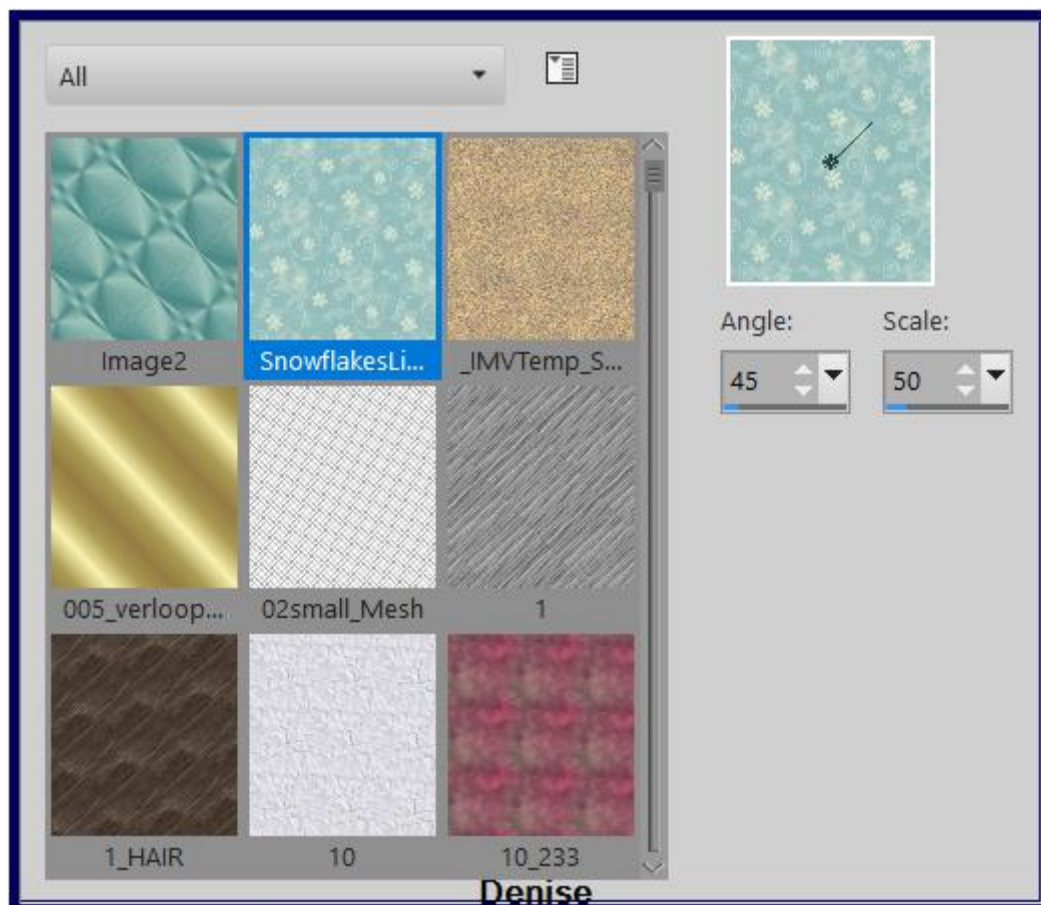 All
Image2 SnowflakesLi... _IMVTemp_S...
Angle: Scale:
45 50
005_verloop... 02small_Mesh 1
1_HAIR 10 10_233
Denise